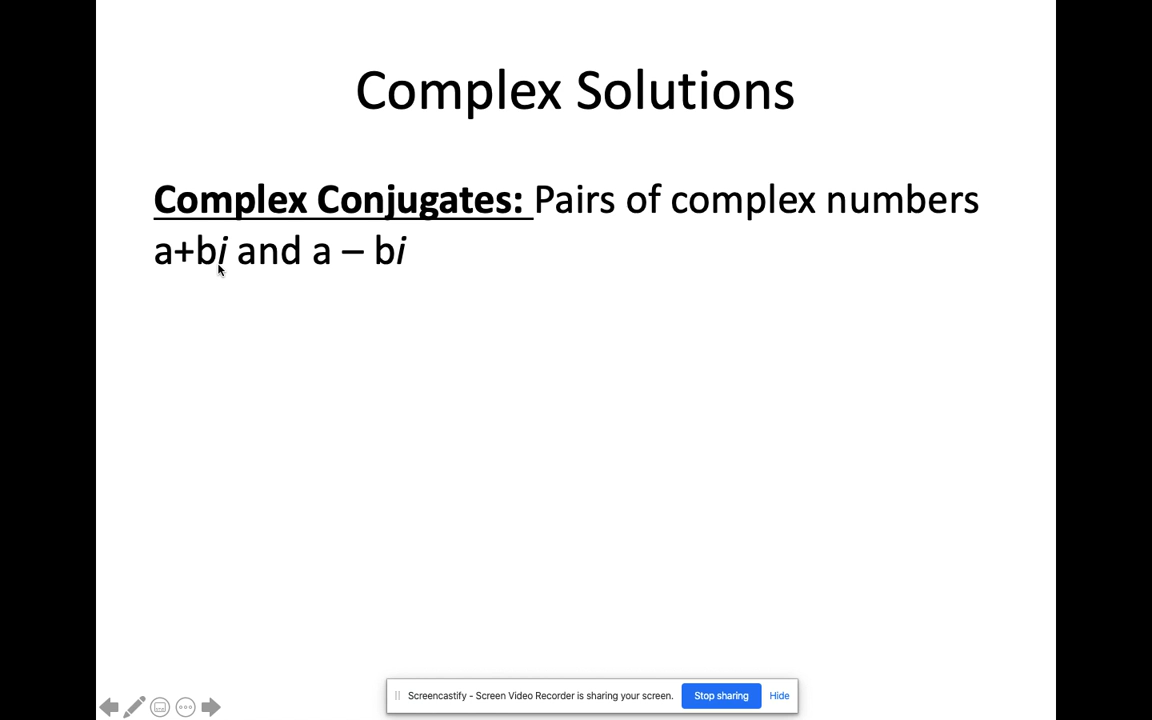 Complex Solutions
Complex Conjugates: Pairs of complex numbers
a+bi and a – bi
Screencastify - Screen Video Recorder is sharing your screen. Stop sharing Hide